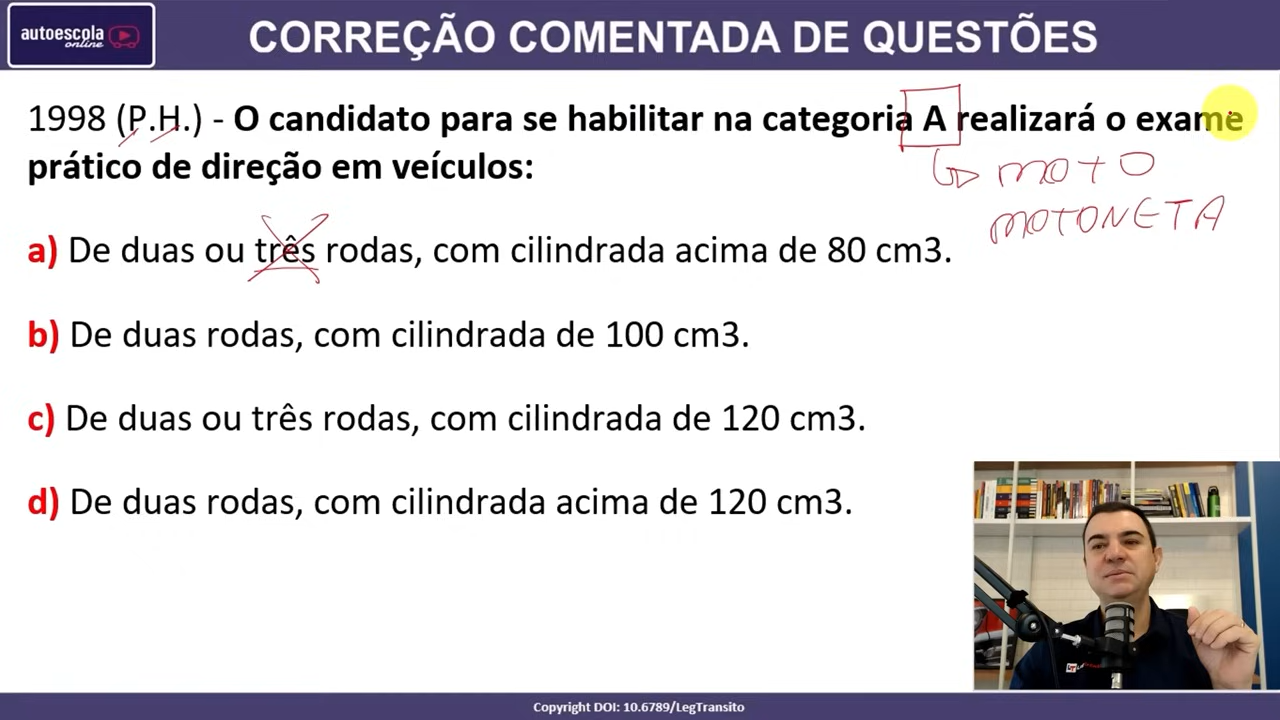 autoescola
online
CORREÇÃO COMENTADA DE QUESTÕES
1998 (P.H.) - O candidato para se habilitar na categoria A realizará o exame
prático de direção em veículos:
MOTO
MOTONETA
a) De duas ou três rodas, com cilindrada acima de 80 cm3.
b) De duas rodas, com cilindrada de 100 cm3.
c) De duas ou três rodas, com cilindrada de 120 cm3.
d) De duas rodas, com cilindrada acima de 120 cm3.
Copyright DOI: 10.6789/LegTransito